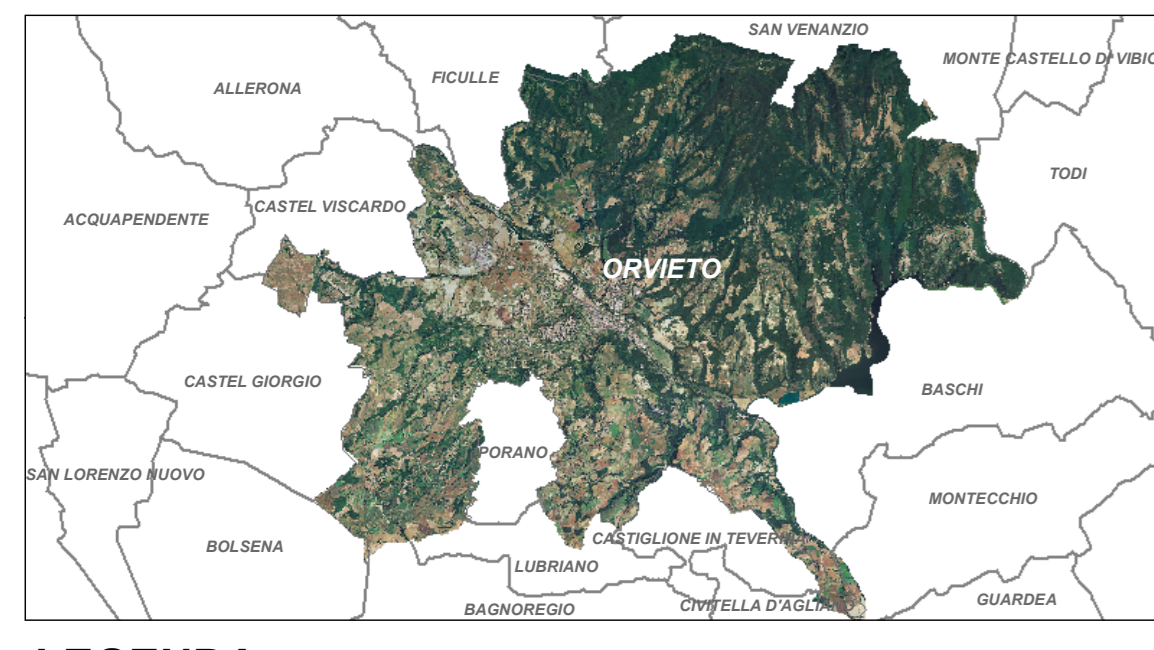 SAN VENANZIO
MONTE CASTELLO DI VIBIO
FICULLE
ALLERONA
TODI
CASTEL VISCARDO
ACQUAPENDENTE
ORVIETO
CASTEL GIORGIO
BASCHI
PORANO
SAN LORENZO NUOVO
MONTECCHIO
CASTIGLIONE IN TEVERINA
BOLSENA
LUBRIANO
GUARDEA
CIVITELLA D'AGLIANO
BAGNOREGIO
LEGENDA